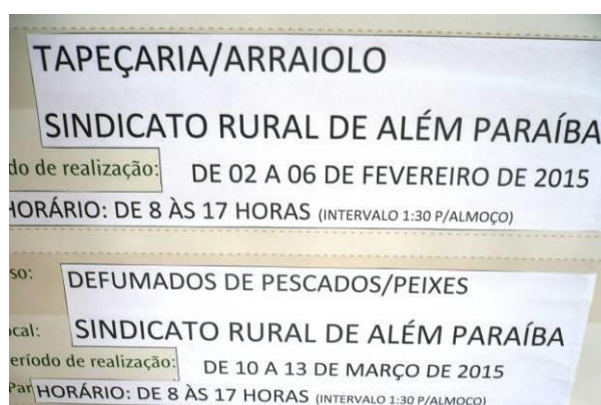 TAPEÇARIA/ARRAIOLO
SINDICATO RURAL DE ALÉM PARAÍBA
do de realização: DE 02 A 06 DE FEVEREIRO DE 2015
HORÁRIO: DE 8 ÀS 17 HORAS (INTERVALO 1:30 P/ALMOÇO)
so: DEFUMADOS DE PESCADOS/PEIXES
ocal: SINDICATO RURAL DE ALÉM PARAÍBA
eríodo de realização: DE 10 A 13 DE MARÇO DE 2015
Par HORÁRIO: DE 8 ÀS 17 HORAS (INTERVALO 1:30 P/ALMOÇO)